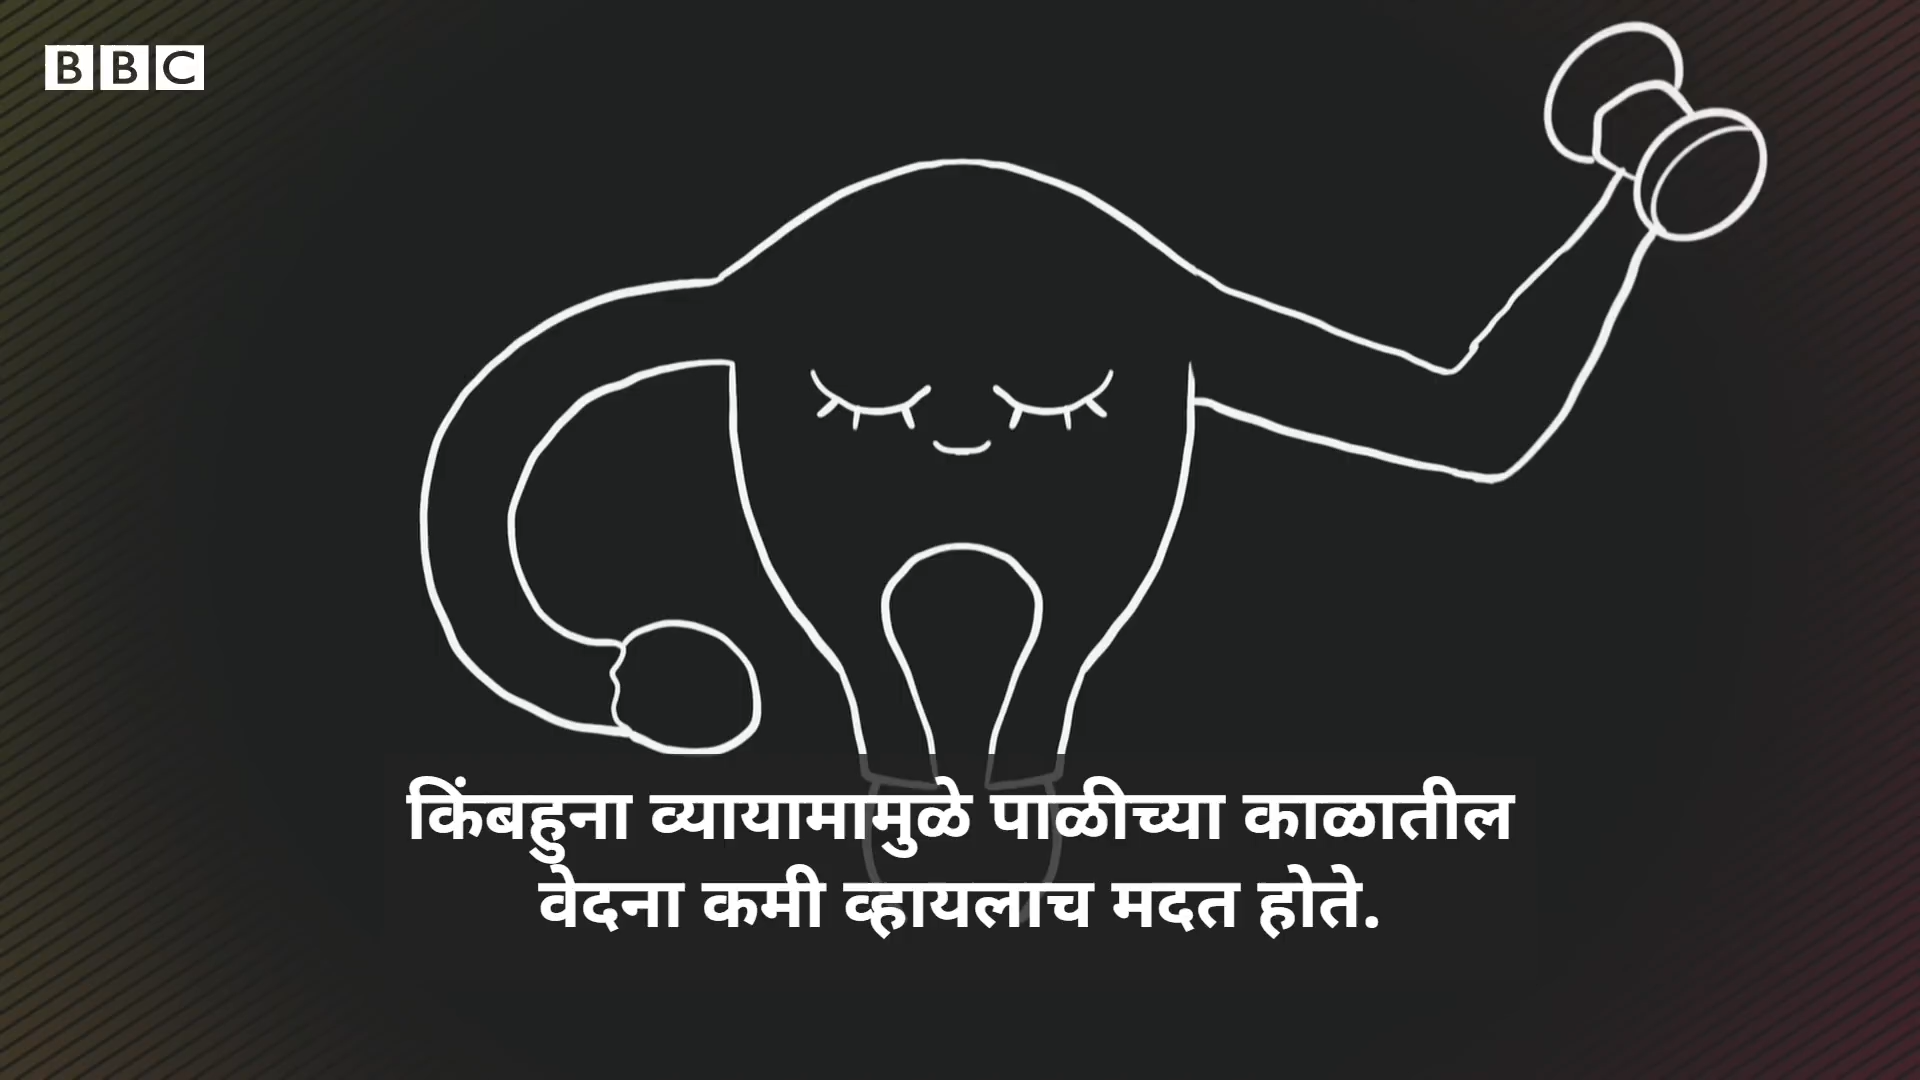 BBC
किंबहुना व्यायामामुळे पाळीच्या काळातील
वेदना कमी व्हायलाच मदत होते.